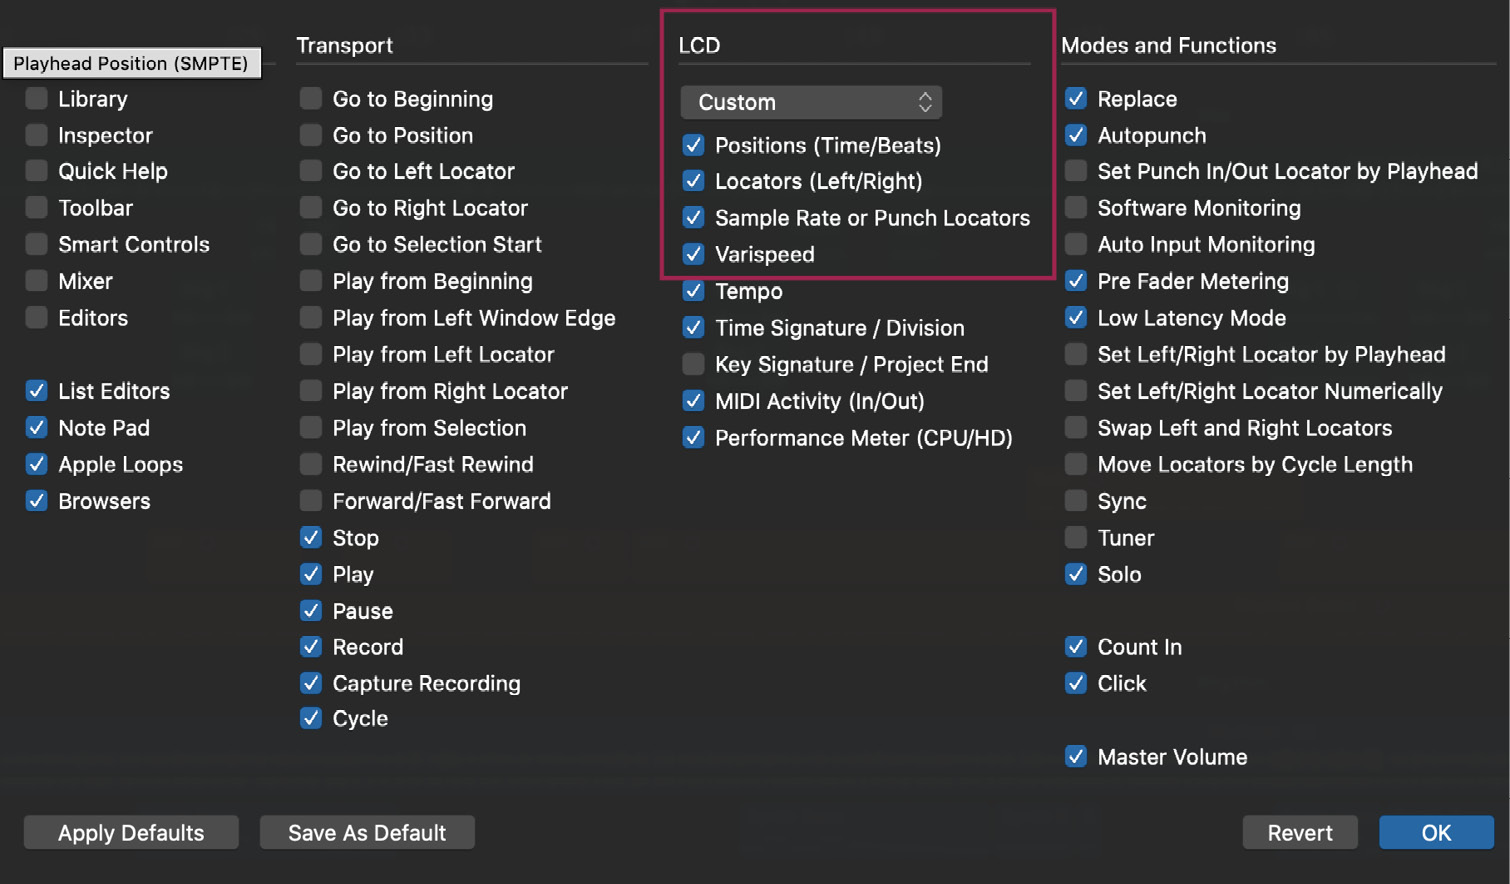 Playhead Position (SMPTE)
Library
Inspector
Quick Help
Toolbar
Smart Controls
Mixer
Editors
List Editors
Note Pad
Apple Loops
Browsers
Transport
Go to Beginning
Go to Position
Go to Left Locator
Go to Right Locator
Go to Selection Start
Play from Beginning
Play from Left Window Edge
Play from Left Locator
Play from Right Locator
Play from Selection
Rewind/Fast Rewind
Forward/Fast Forward
Stop
Play
Pause
Record
Capture Recording
Cycle
LCD
Custom
Positions (Time/Beats)
Locators (Left/Right)
Sample Rate or Punch Locators
Varispeed
Tempo
Time Signature / Division
Key Signature / Project End
MIDI Activity (In/Out)
Performance Meter (CPU/HD)
Modes and Functions
Replace
Autopunch
Set Punch In/Out Locator by Playhead
Software Monitoring
Auto Input Monitoring
Pre Fader Metering
Low Latency Mode
Set Left/Right Locator by Playhead
Set Left/Right Locator Numerically
Swap Left and Right Locators
Move Locators by Cycle Length
Sync
Tuner
Solo
Count In
Click
Master Volume
Apply Defaults
Save As Default
Revert
OK